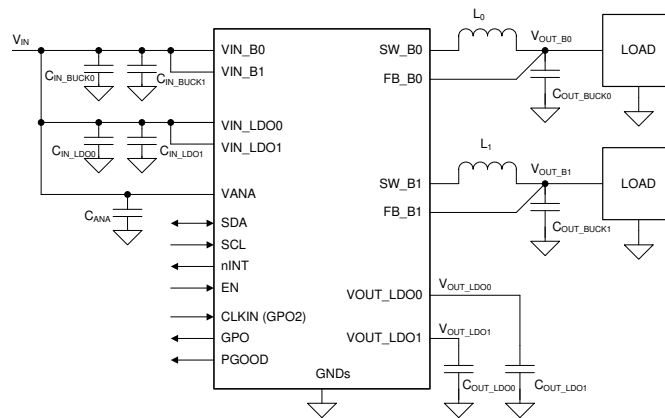 L0
VIN
VOUT_B0
VIN_B0
SW_B0
LOAD
CIN_BUCK0
CIN_BUCK1
VIN_B1
FB_B0
COUT_BUCK0
VIN_LDO0
CIN_LDO0
CIN_LDO1
VIN_LDO1
L1
VOUT_B1
VANA
SW_B1
LOAD
CANA
FB_B1
SDA
COUT_BUCK1
SCL
nINT
EN
VOUT_LDO0
VOUT_LDO0
CLKIN (GPO2)
GPO
VOUT_LDO1
VOUT_LDO1
PGOOD
GNDs
COUT_LDO0
COUT_LDO1